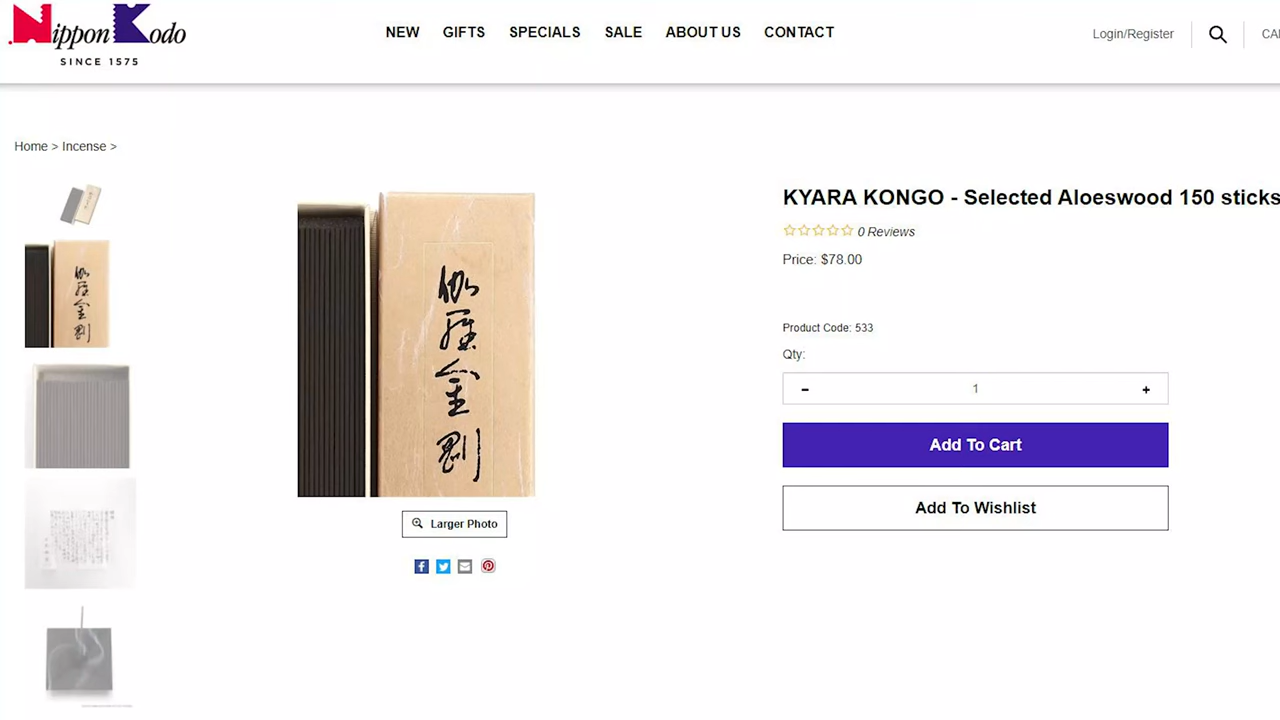 Nippon Kodo
SINCE 1575
NEW GIFTS SPECIALS SALE ABOUT US CONTACT
Login/Register
Home > Incense >
伽羅金剛
Larger Photo
KYARA KONGO - Selected Aloeswood 150 sticks
0 Reviews
Price: $78.00
Product Code: 533
Qty:
- 1 +
Add To Cart
Add To Wishlist